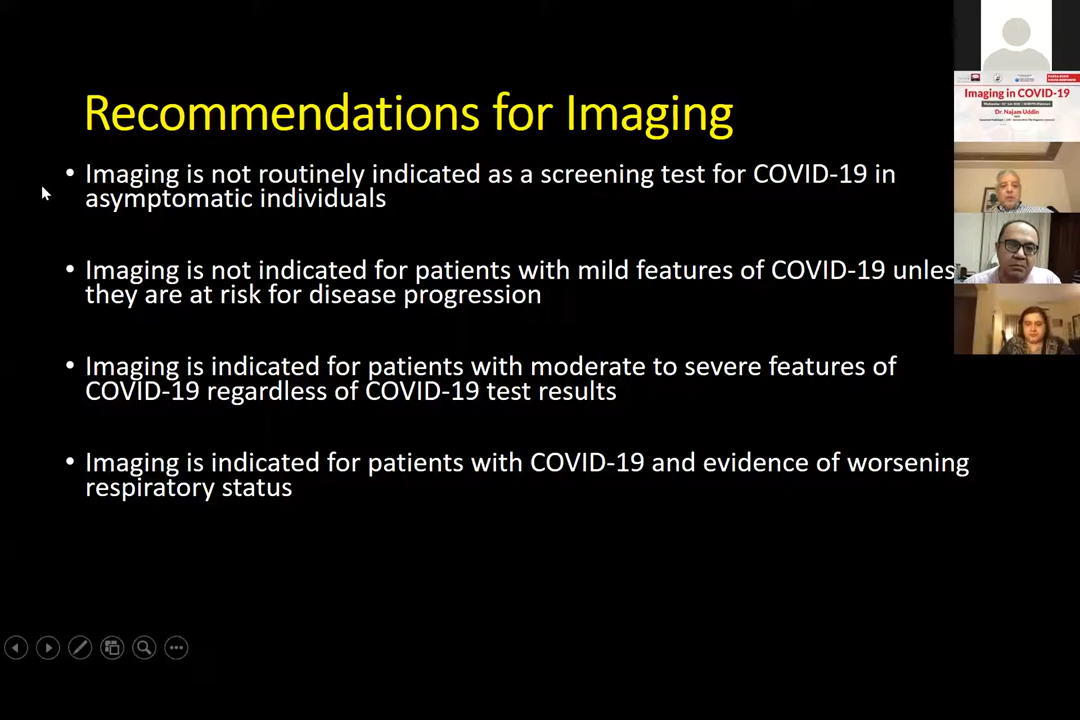 Recommendations for Imaging
• Imaging is not routinely indicated as a screening test for COVID-19 in
asymptomatic individuals
• Imaging is not indicated for patients with mild features of COVID-19 unles
they are at risk for disease progression
• Imaging is indicated for patients with moderate to severe features of
COVID-19 regardless of COVID-19 test results
• Imaging is indicated for patients with COVID-19 and evidence of worsening
respiratory status
Imaging in COVID-19
Dr. Najam Uddin